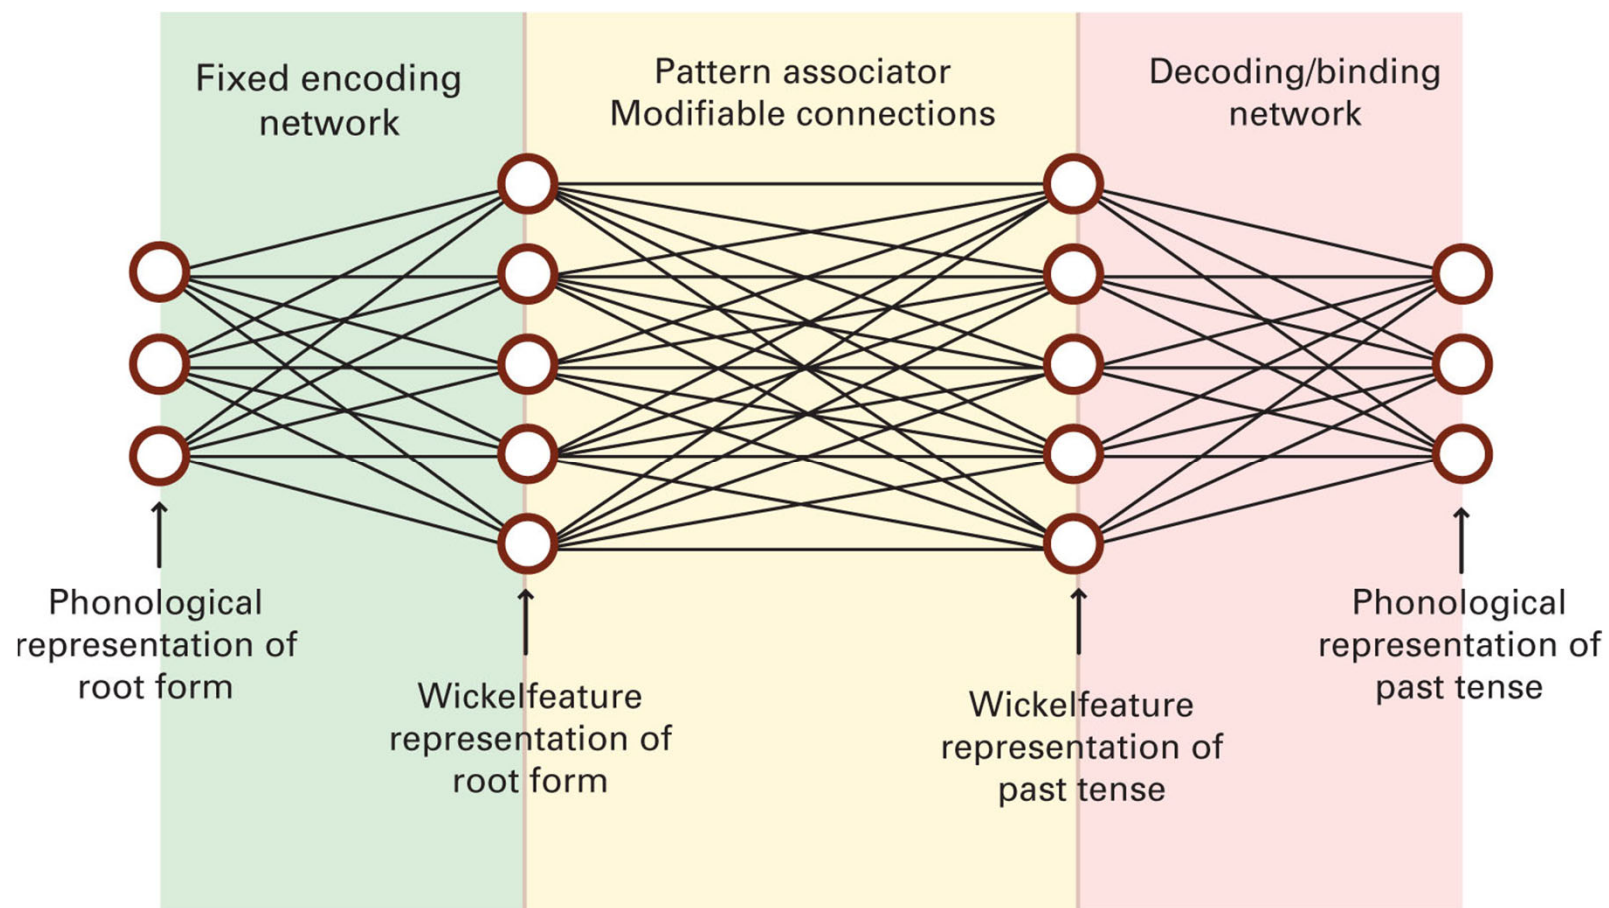 Fixed encoding
network
Pattern associator
Modifiable connections
Decoding/binding
network
Phonological
representation of
root form
Wickelfeature
representation of
root form
Wickelfeature
representation of
past tense
Phonological
representation of
past tense